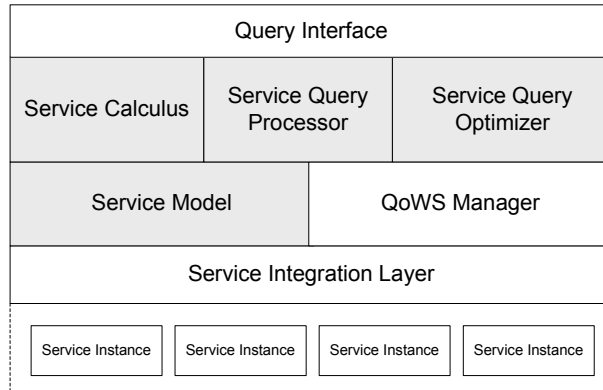 Query Interface
Service Calculus
Service Query
Processor
Service Query
Optimizer
Service Model
QoWS Manager
Service Integration Layer
Service Instance
Service Instance
Service Instance
Service Instance